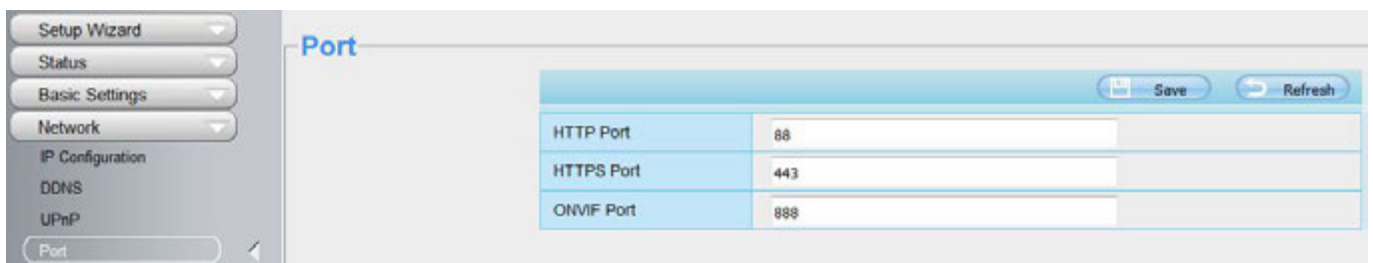 Setup Wizard
Status
Basic Settings
Network
IP Configuration
DDNS
UPnP
Port
Port
Save Refresh
HTTP Port 88
HTTPS Port 443
ONVIF Port 888